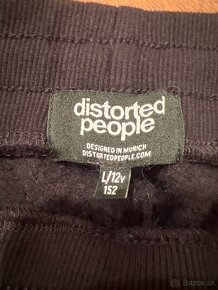 distorted
people
DESIGNED IN MUNICH
DISTORTEDPEOPLE.COM
L/12Y
152
bazos.sk